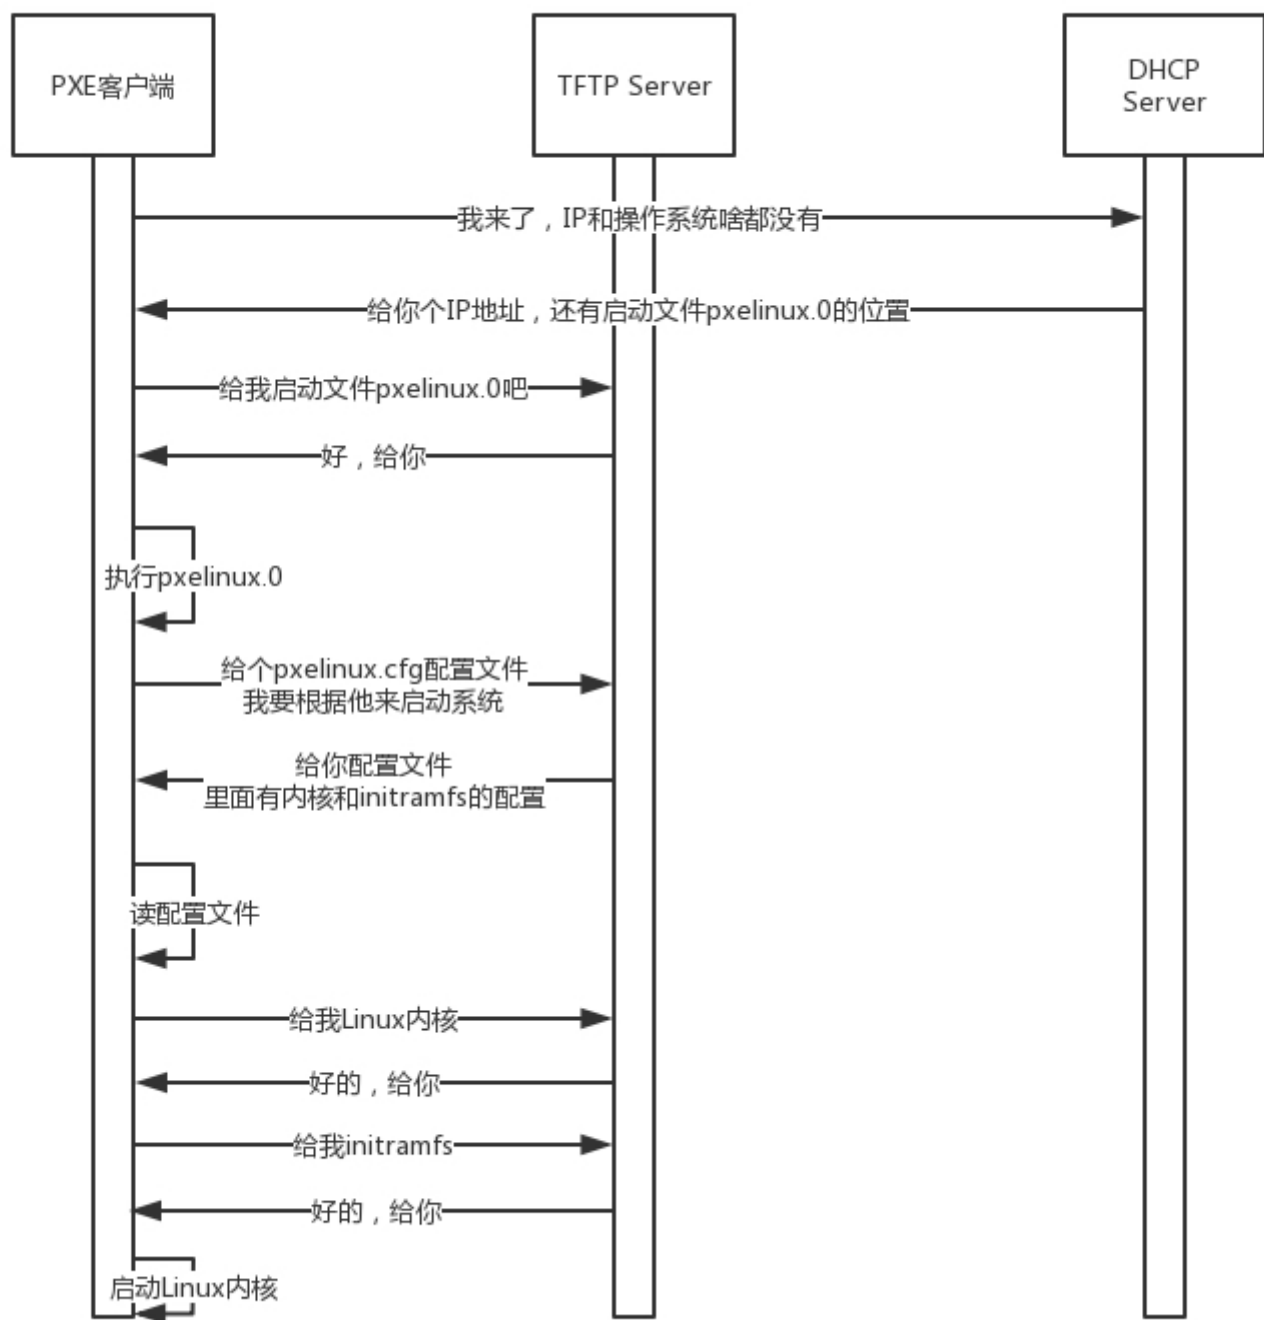 PXE客户端
TFTP Server
DHCP
Server
我来了，IP和操作系统啥都没有
给你个IP地址，还有启动文件pxelinux.0的位置
给我启动文件pxelinux.0吧
好，给你
执行pxelinux.0
给个pxelinux.cfg配置文件
我要根据他来启动系统
给你配置文件
里面有内核和initramfs的配置
读配置文件
给我Linux内核
好的，给你
给我initramfs
好的，给你
启动Linux内核